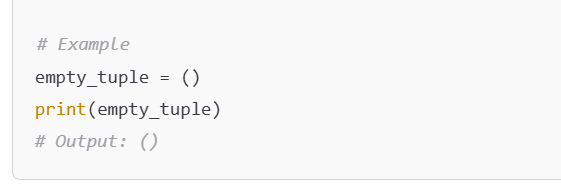 # Example
empty_tuple = ()
print(empty_tuple)
# Output: ()